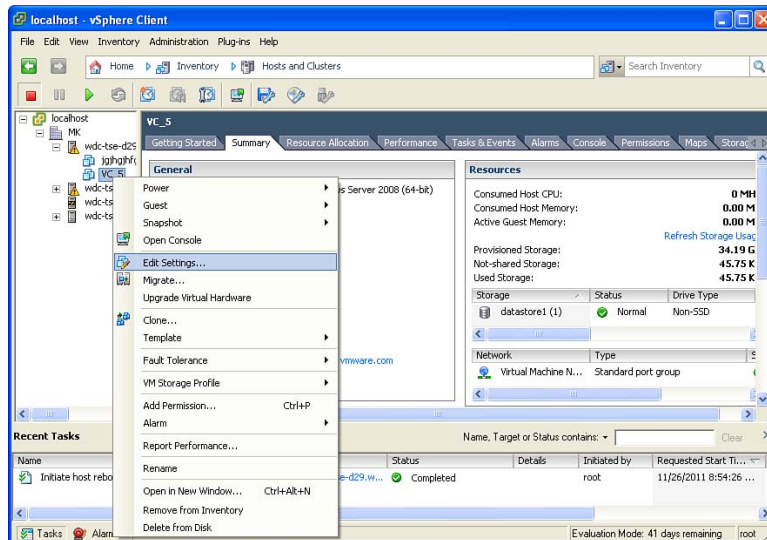 localhost - vSphere Client
File Edit View Inventory Administration Plug-ins Help
Home Inventory Hosts and Clusters
Search Inventory
localhost
MK
wdc-tse-d29
VC_5
wdc-ts
wdc-ts
wdc-ts
VC_5
Getting Started Summary Resource Allocation Performance Tasks & Events Alarms Console Permissions Maps Storag
General
is Server 2008 (64-bit)
vmware.com
Resources
Consumed Host CPU: 0 MH
Consumed Host Memory: 0.00 M
Active Guest Memory: 0.00 M
Refresh Storage Usag
Provisioned Storage: 34.19 G
Not-shared Storage: 45.75 K
Used Storage: 45.75 K
Storage Status Drive Type
datastore1 (1) Normal Non-SSD
Network Type S
Virtual Machine N... Standard port group
Power
Guest
Snapshot
Open Console
Edit Settings...
Migrate...
Upgrade Virtual Hardware
Clone...
Template
Fault Tolerance
VM Storage Profile
Add Permission... Ctrl+P
Alarm
Report Performance...
Rename
Open in New Window... Ctrl+Alt+N
Remove from Inventory
Delete from Disk
Recent Tasks
Name, Target or Status contains: Clear
Name Status Details Initiated by Requested Start Ti...
Initiate host rebo e-d29.w... Completed root 11/26/2011 8:54:26 ...
Tasks Alarm Evaluation Mode: 41 days remaining root